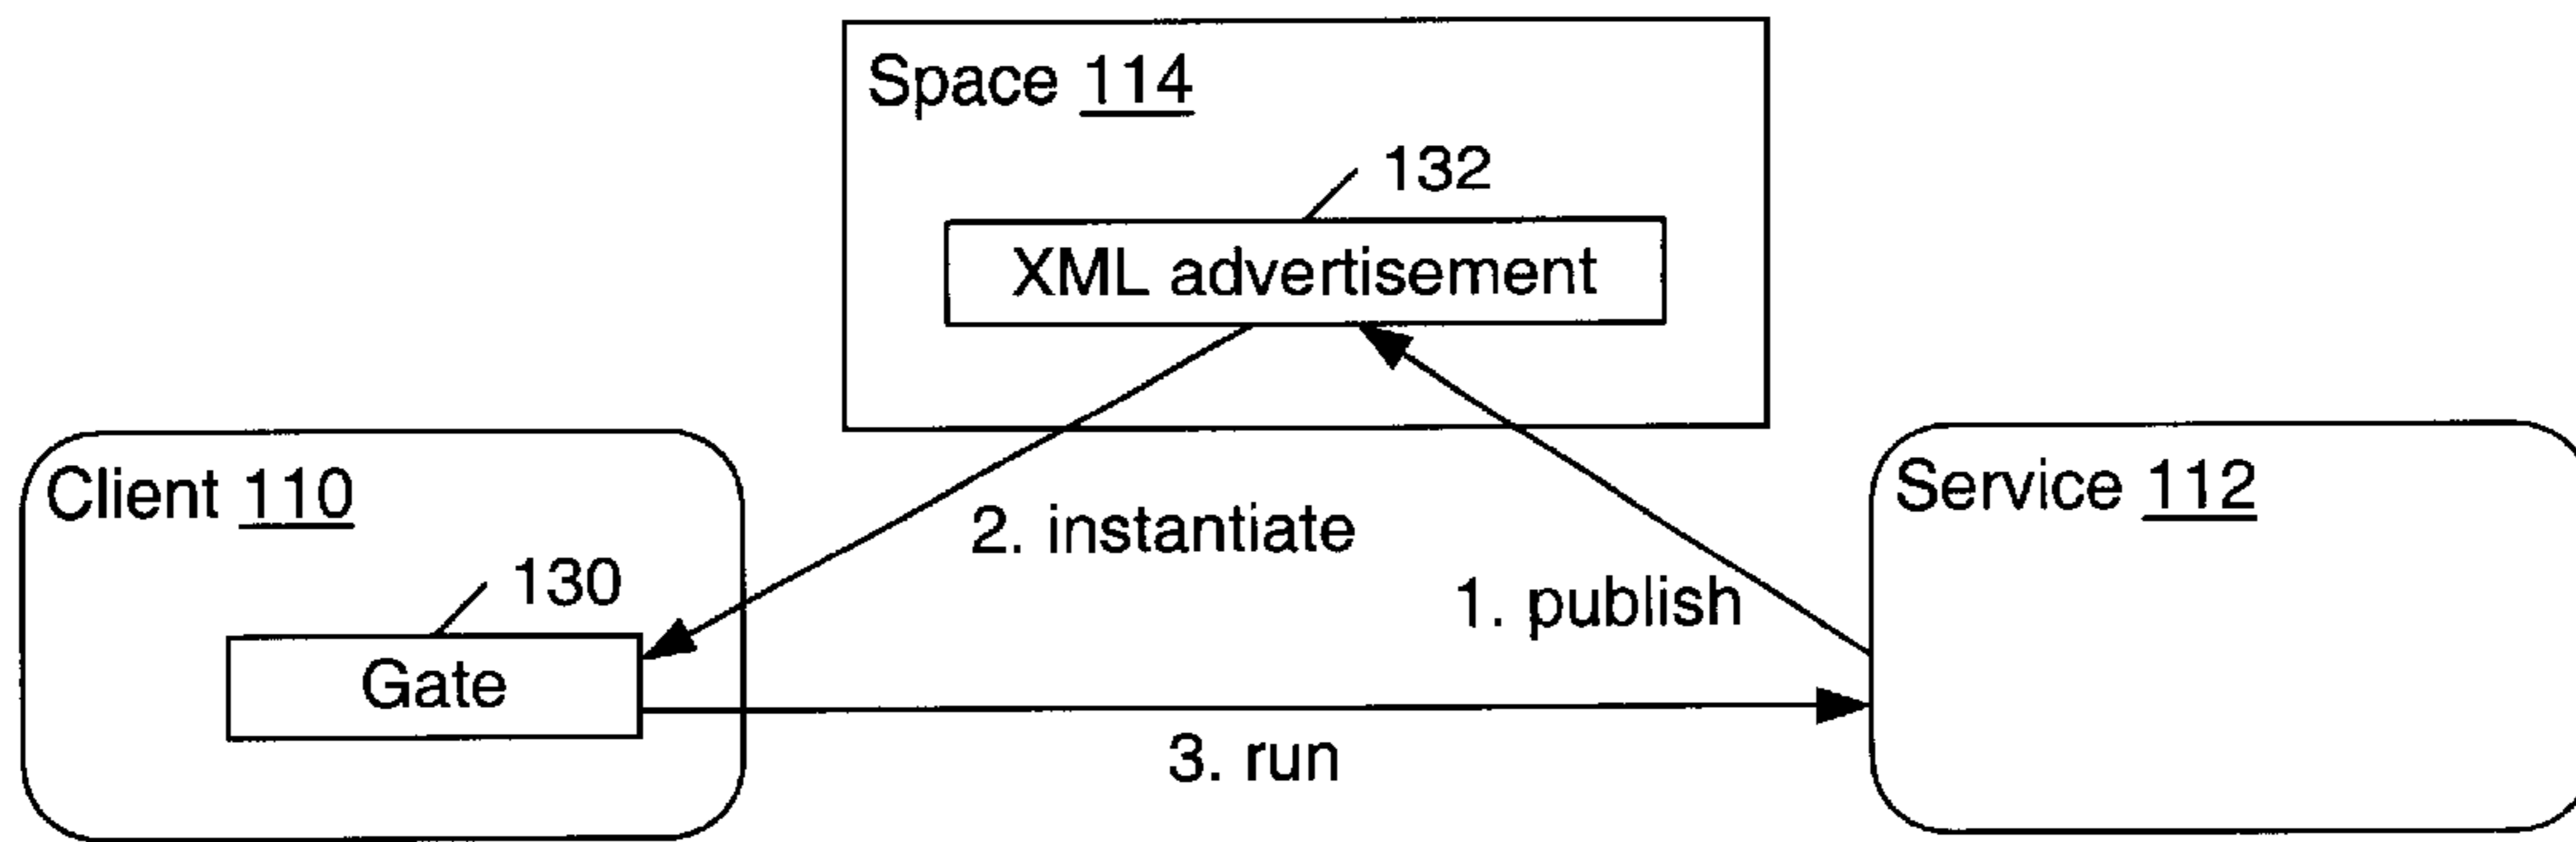 Space 114
132
XML advertisement
Client 110
2. instantiate
Service 112
130
1. publish
Gate
3. run